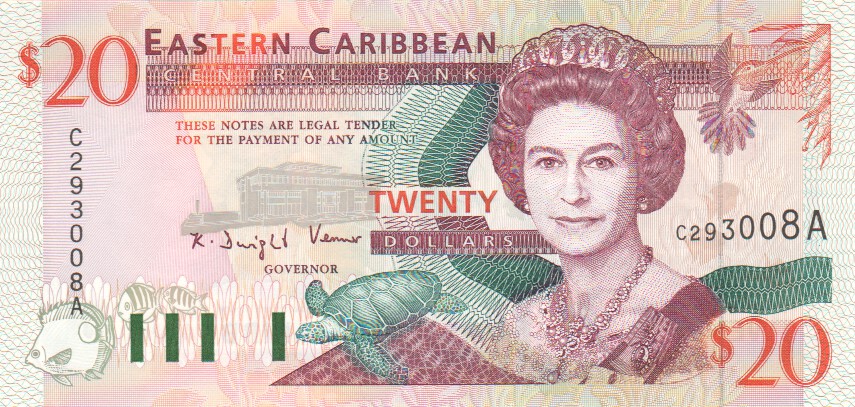 $20
EASTERN CARIBBEAN
CENTRAL BANK
THESE NOTES ARE LEGAL TENDER
FOR THE PAYMENT OF ANY AMOUNT
C293008A
TWENTY
DOLLARS
K. Dwight Venner
GOVERNOR
C293008A
$20